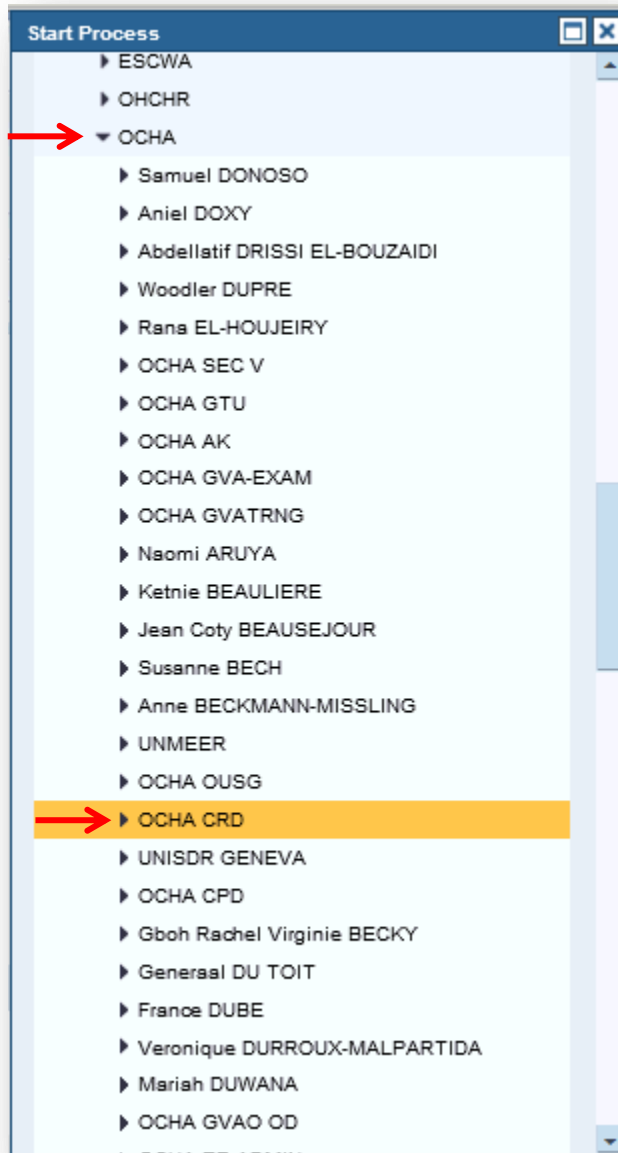 Start Process
ESCWA
OHCHR
OCHA
Samuel DONOSO
Aniel DOXY
Abdellatif DRISSI EL-BOUZAIDI
Woodler DUPRE
Rana EL-HOUJEIRY
OCHA SEC V
OCHA GTU
OCHA AK
OCHA GVA-EXAM
OCHA GVATRNG
Naomi ARUYA
Ketnie BEAULIERE
Jean Coty BEAUSEJOUR
Susanne BECH
Anne BECKMANN-MISSLING
UNMEER
OCHA OUSG
OCHA CRD
UNISDR GENEVA
OCHA CPD
Gboh Rachel Virginie BECKY
Generaal DU TOIT
France DUBE
Veronique DURROUX-MALPARTIDA
Mariah DUWANA
OCHA GVAO OD